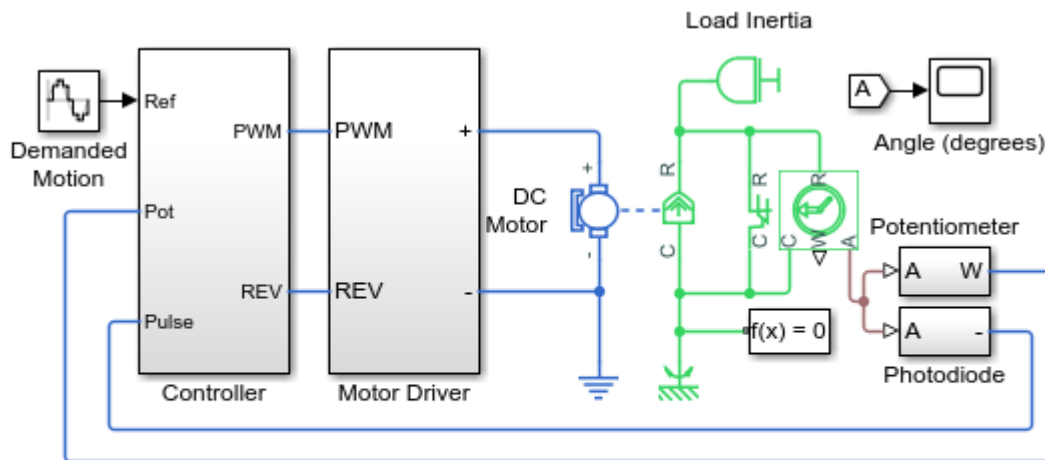 Load Inertia
Ref
A
PWM
PWM
+
Demanded
Motion
Angle (degrees)
+
R
R
R
Pot
DC
Motor
C
C
C
W
A
Potentiometer
-
A
W
REV
REV
-
Pulse
f(x) = 0
A
-
Controller
Motor Driver
Photodiode